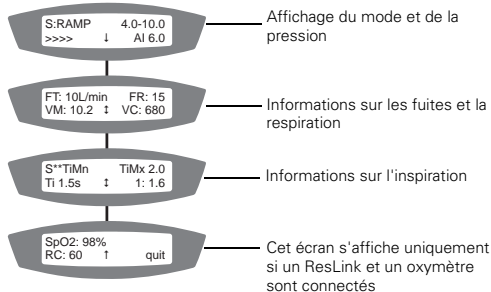 S:RAMP 4.0-10.0
>>>> ↓ AI 6.0
Affichage du mode et de la
pression
FT: 10L/min FR: 15
VM: 10.2 ↕ VC: 680
Informations sur les fuites et la
respiration
S**TiMn TiMx 2.0
Ti 1.5s ↕ 1: 1.6
Informations sur l'inspiration
SpO2: 98%
RC: 60 ↑ quit
Cet écran s'affiche uniquement
si un ResLink et un oxymètre
sont connectés